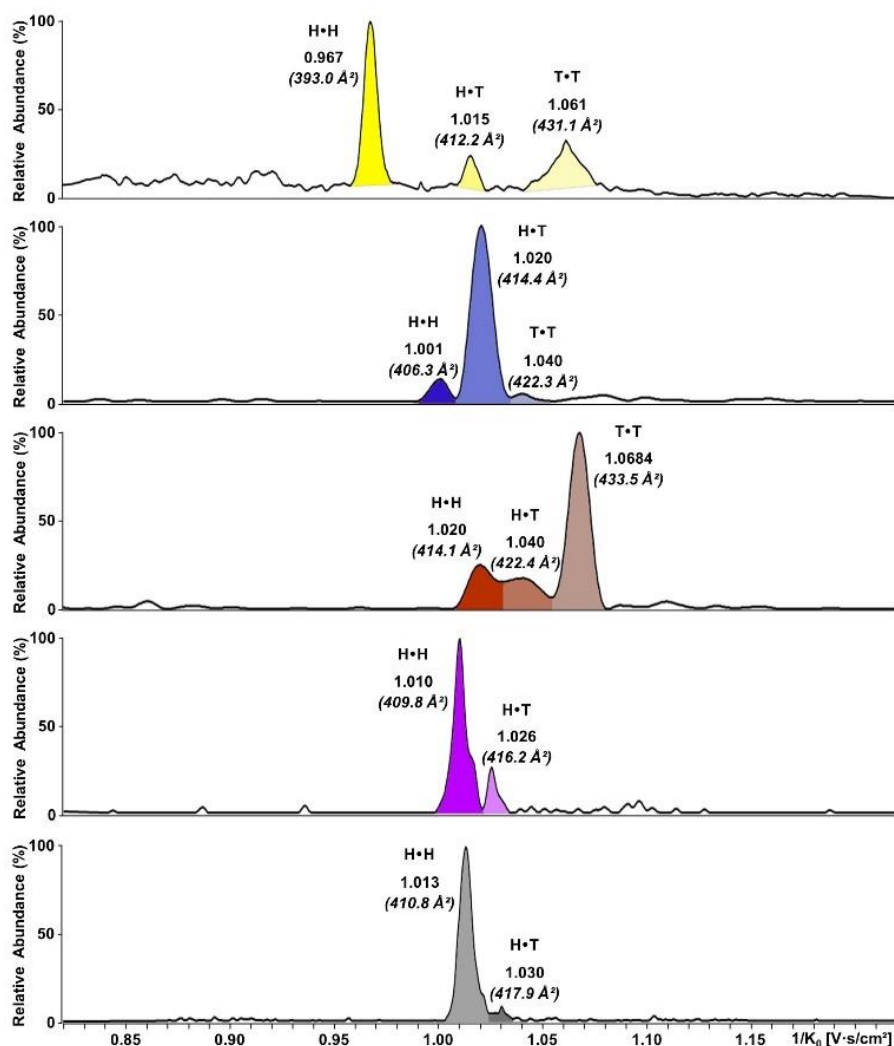 Relative Abundance (%)
100
50
0
H•H
0.967
(393.0 Å²)
H•T
1.015
(412.2 Å²)
T•T
1.061
(431.1 Å²)
Relative Abundance (%)
100
50
0
H•H
1.001
(406.3 Å²)
H•T
1.020
(414.4 Å²)
T•T
1.040
(422.3 Å²)
Relative Abundance (%)
100
50
0
H•H
1.020
(414.1 Å²)
H•T
1.040
(422.4 Å²)
T•T
1.0684
(433.5 Å²)
Relative Abundance (%)
100
50
0
H•H
1.010
(409.8 Å²)
H•T
1.026
(416.2 Å²)
Relative Abundance (%)
100
50
0
H•H
1.013
(410.8 Å²)
H•T
1.030
(417.9 Å²)
0.85 0.90 0.95 1.00 1.05 1.10 1.15 1/K₀ [V·s/cm²]